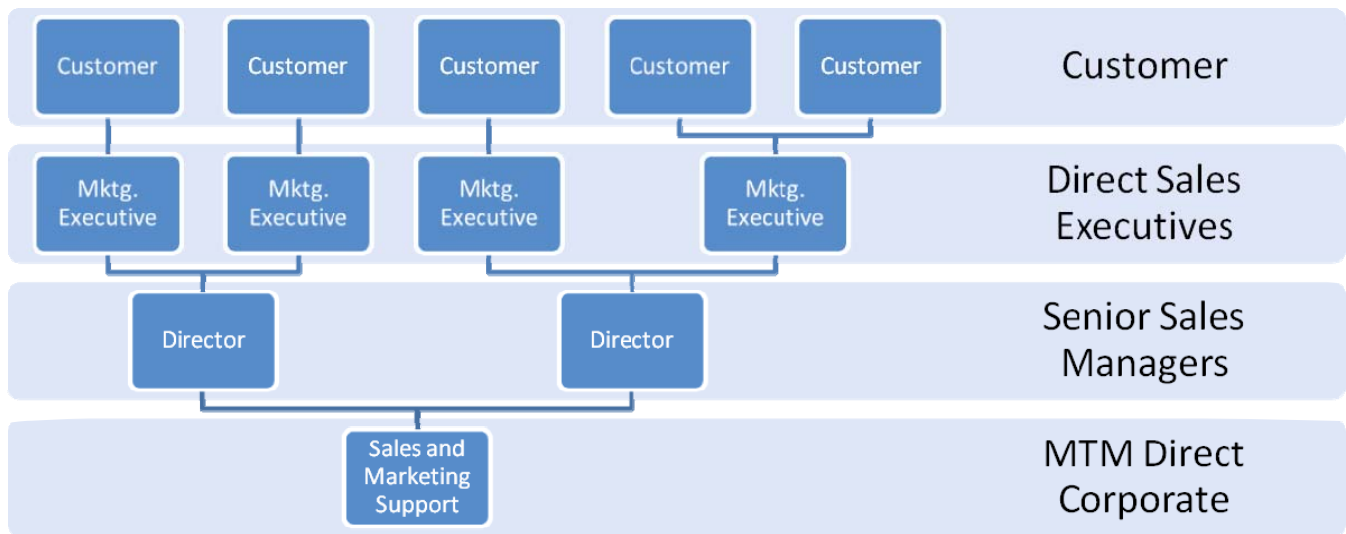 Customer
Customer
Customer
Customer
Customer
Customer
Mktg.
Executive
Mktg.
Executive
Mktg.
Executive
Mktg.
Executive
Direct Sales
Executives
Director
Director
Senior Sales
Managers
Sales and
Marketing
Support
MTM Direct
Corporate